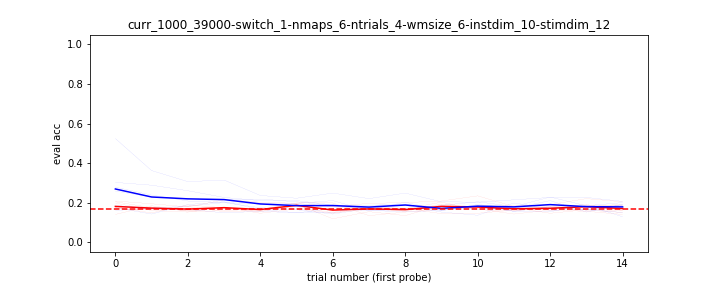 curr_1000_39000-switch_1-nmaps_6-ntrials_4-wmsize_6-instdim_10-stimdim_12
1.0
0.8
0.6
0.4
0.2
0.0
eval acc
0 2 4 6 8 10 12 14
trial number (first probe)